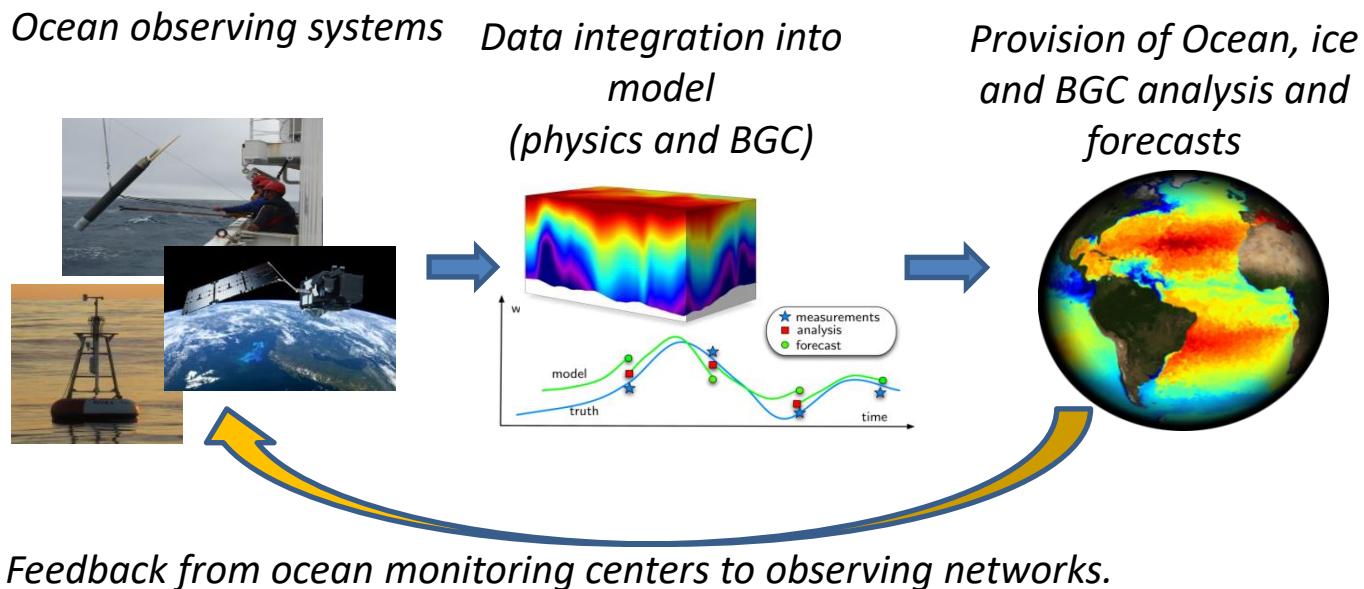 Ocean observing systems
Data integration into
model
(physics and BGC)
Provision of Ocean, ice
and BGC analysis and
forecasts
w
measurements
analysis
forecast
model
truth
time
Feedback from ocean monitoring centers to observing networks.